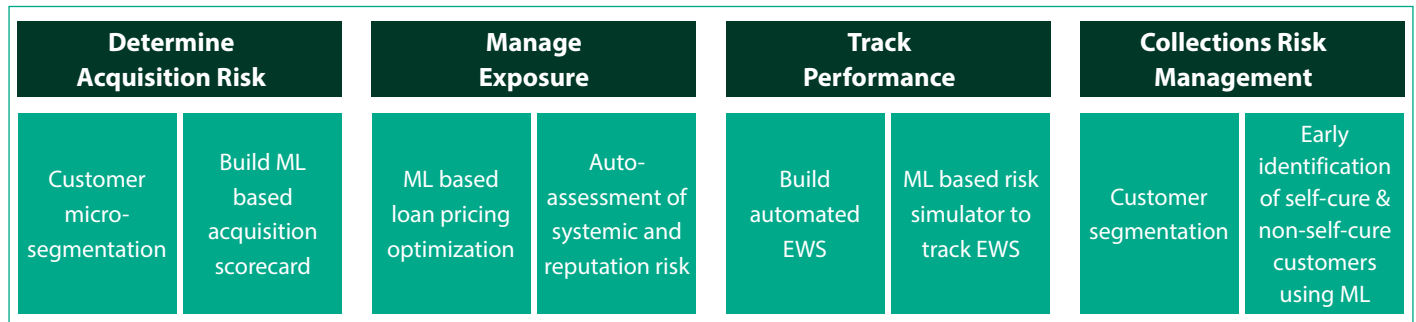 Determine
Acquisition Risk
Manage
Exposure
Track
Performance
Collections Risk
Management
Customer
micro-
segmentation
Build ML
based
acquisition
scorecard
ML based
loan pricing
optimization
Auto-
assessment of
systemic and
reputation risk
Build
automated
EWS
ML based risk
simulator to
track EWS
Customer
segmentation
Early
identification
of self-cure &
non-self-cure
customers
using ML